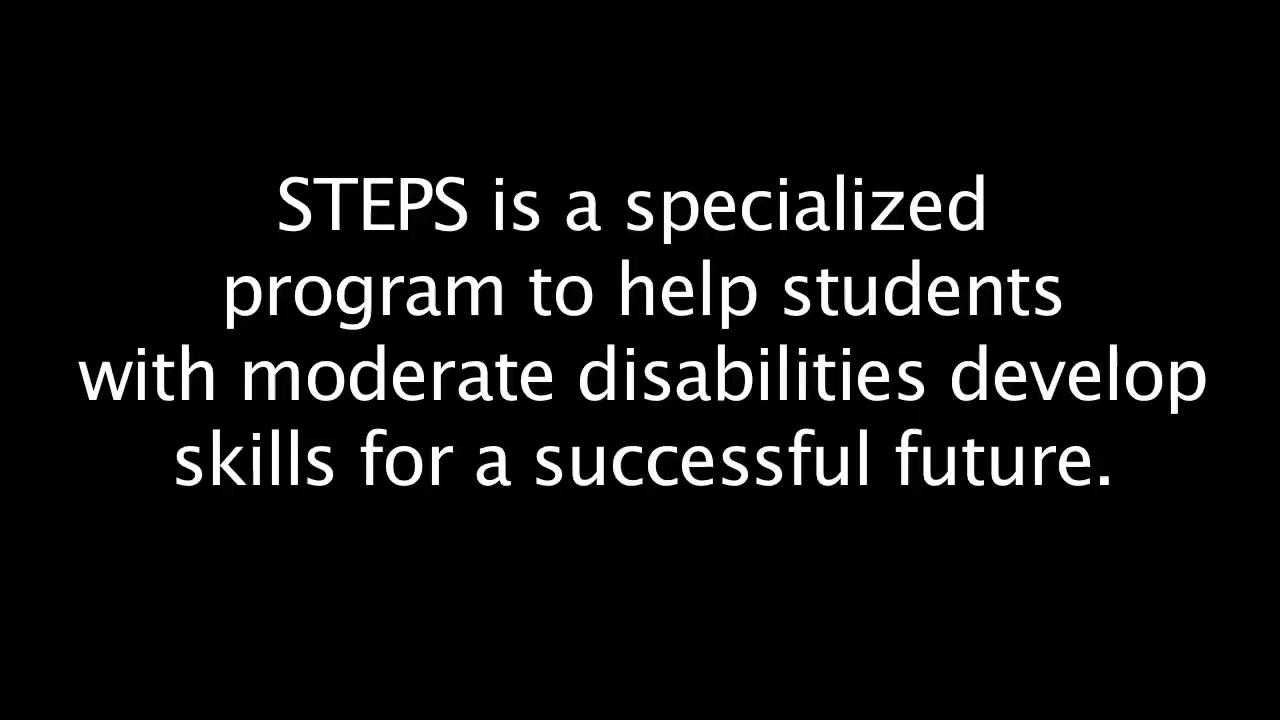 STEPS is a specialized
program to help students
with moderate disabilities develop
skills for a successful future.